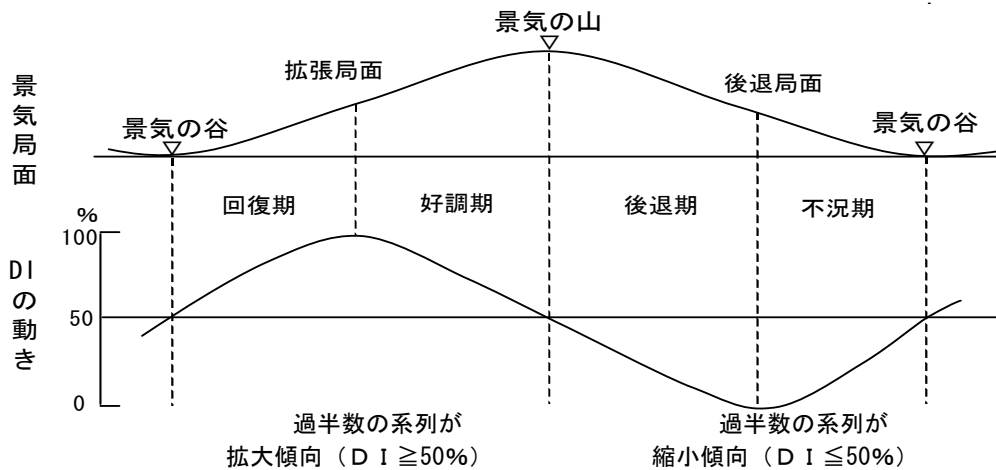 景気の山
拡張局面
後退局面
景気の谷
景気の谷
景気局面
回復期
好調期
後退期
不況期
%
100
50
0
DIの動き
過半数の系列が
拡大傾向（ＤＩ≧50%）
過半数の系列が
縮小傾向（ＤＩ≦50%）